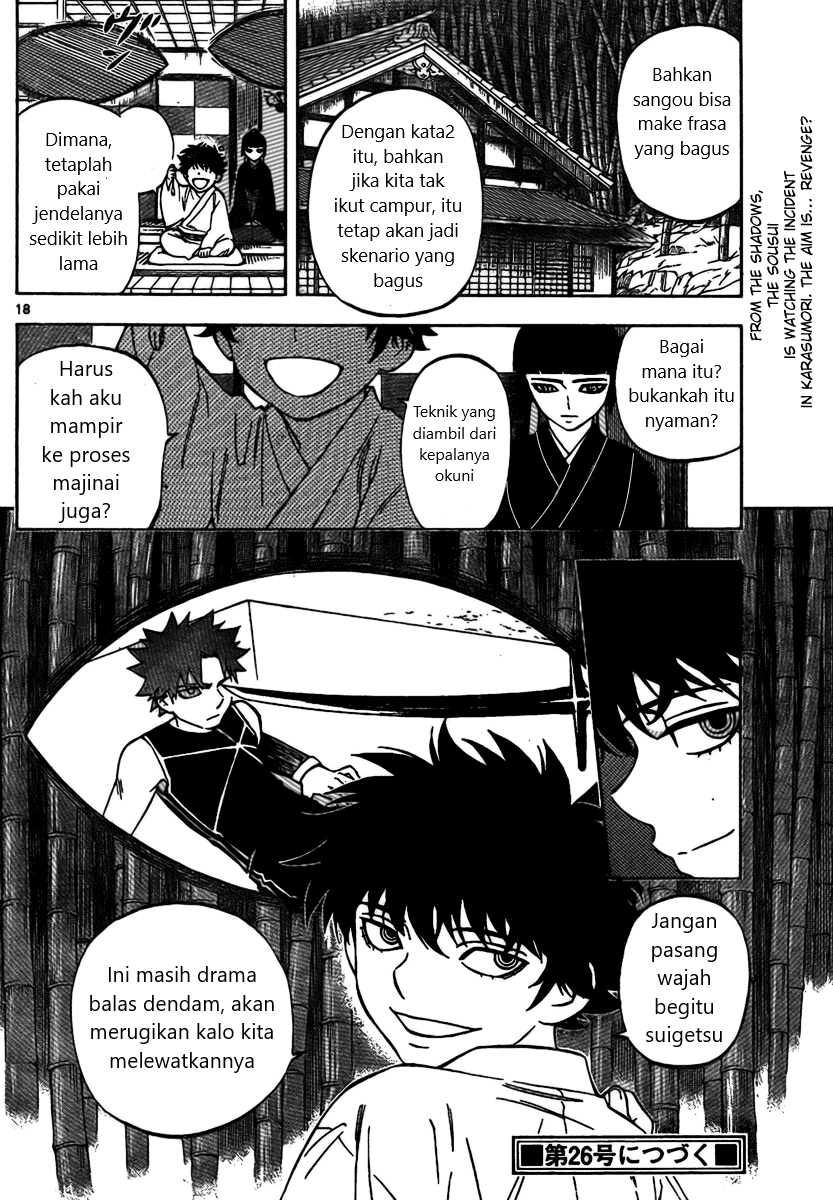 Bahkan
sangou bisa
make frasa
yang bagus
Dengan kata2
itu, bahkan
jika kita tak
ikut campur, itu
tetap akan jadi
skenario yang
bagus
ヴヴ
Dimana,
tetaplah
pakai
jendelanya
sedikit lebih
lama
FROM THE SHADOWS,
THE SOUSUI
IS WATCHING THE INCIDENT
IN KARASUMORI. THE AIM IS... REVENGE?
18
Bagai
mana itu?
bukankah itu
nyaman?
Teknik yang
diambil dari
kepalanya
okuni
Harus
kah aku
mampir
ke proses
majinai
juga?
Jangan
pasang
wajah
begitu
suigetsu
Ini masih drama
balas dendam, akan
merugikan kalo kita
melewatkannya
■第26号につづく■